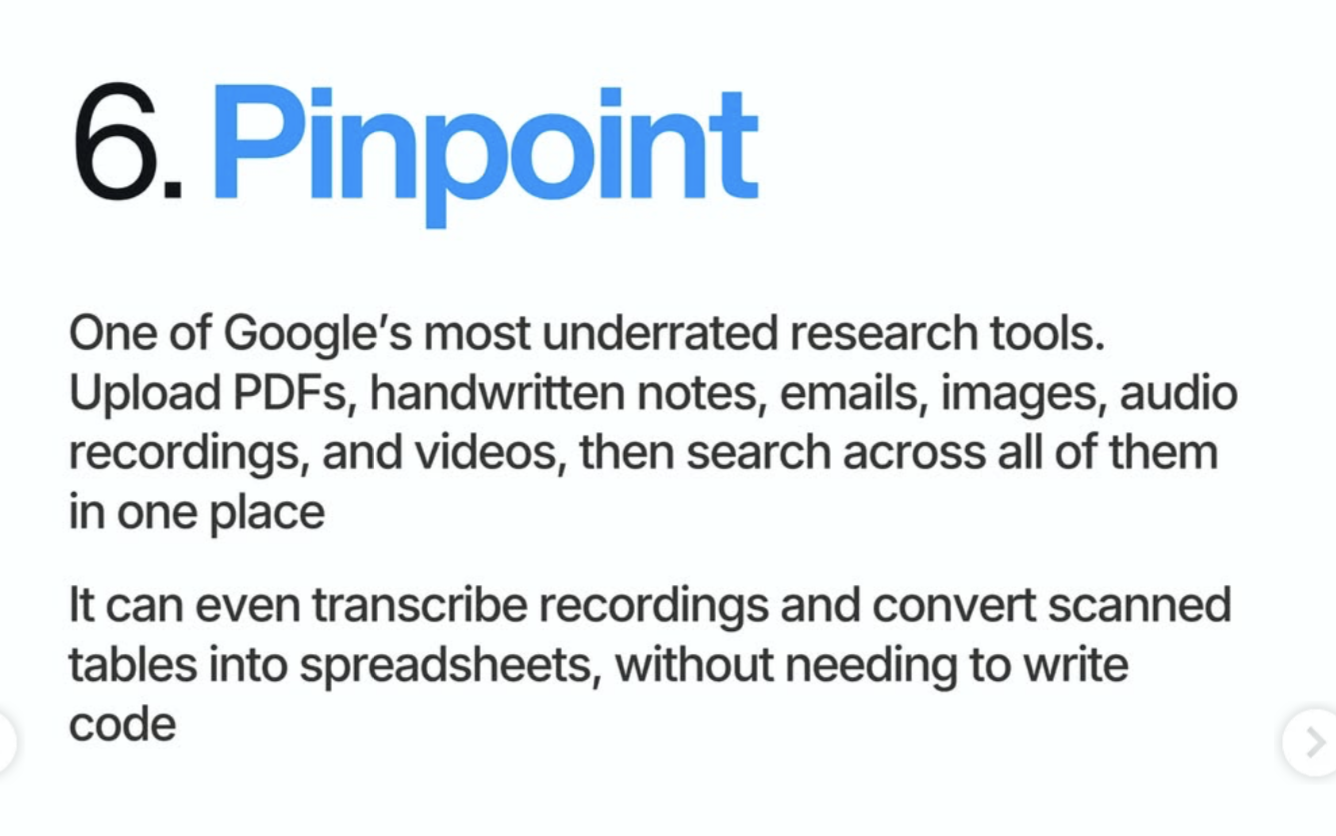 6. Pinpoint
One of Google’s most underrated research tools.
Upload PDFs, handwritten notes, emails, images, audio
recordings, and videos, then search across all of them
in one place
It can even transcribe recordings and convert scanned
tables into spreadsheets, without needing to write
code